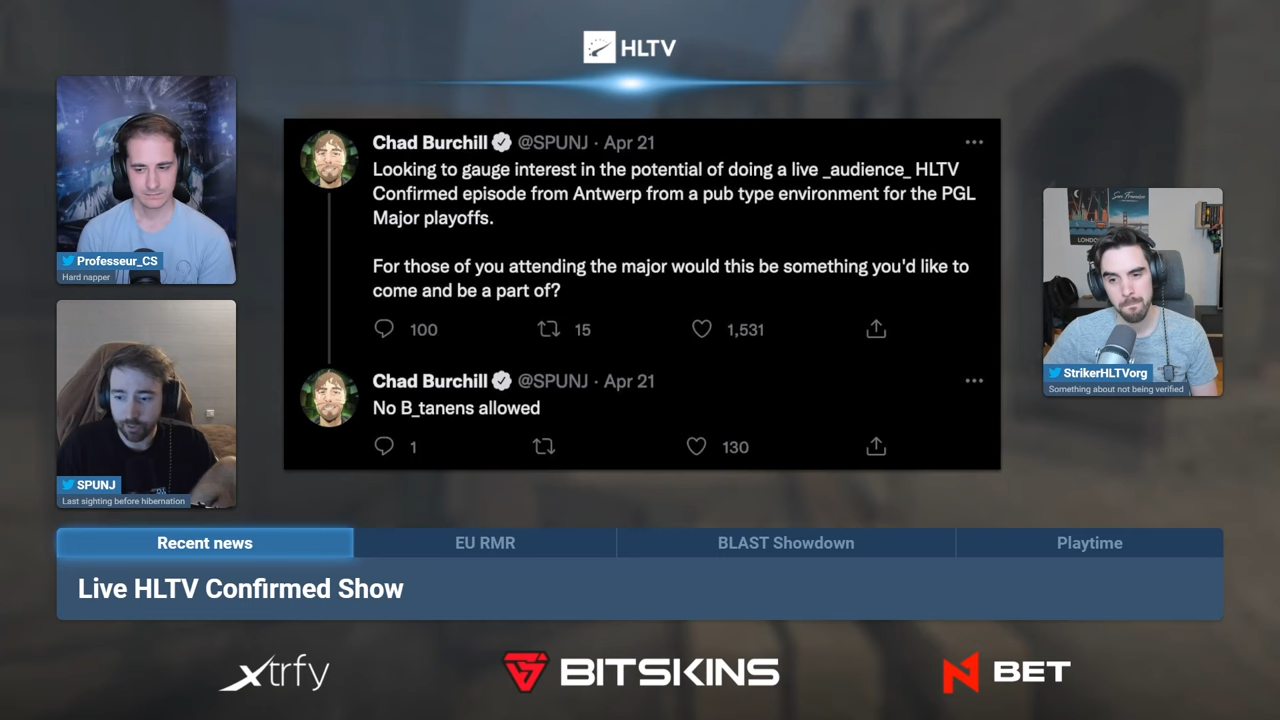 HLTV
Chad Burchill @SPUNJ · Apr 21
Looking to gauge interest in the potential of doing a live _audience_ HLTV
Confirmed episode from Antwerp from a pub type environment for the PGL
Major playoffs.
For those of you attending the major would this be something you'd like to
come and be a part of?
100 15 1,531
Chad Burchill @SPUNJ · Apr 21
No B_tanens allowed
1 130
Professeur_CS
Hard napper
SPUNJ
Last sighting before hibernation
LONDO
San Francisco
StrikerHLTVorg
Something about not being verified
Recent news EU RMR BLAST Showdown Playtime
Live HLTV Confirmed Show
xtrfy BITSKINS N BET